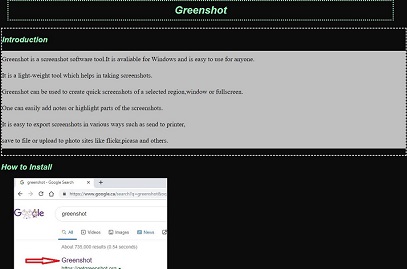 Greenshot
Introduction
Greenshot is a screenshot software tool.It is available for Windows and is easy to use for anyone.
It is a light-weight tool which helps in taking screenshots.
Greenshot can be used to create quick screenshots of a selected region,window or fullscreen.
One can easily add notes or highlight parts of the screenshots.
It is easy to export screenshots in various ways such as send to printer,
save to file or upload to photo sites like flickr,picasa and others.
How to Install
greenshot - Google Search
https://www.google.ca/search?q=greenshot
Google
greenshot
All Videos Images News
About 735,000 results (0.54 seconds)
Greenshot
https://getgreenshot.org